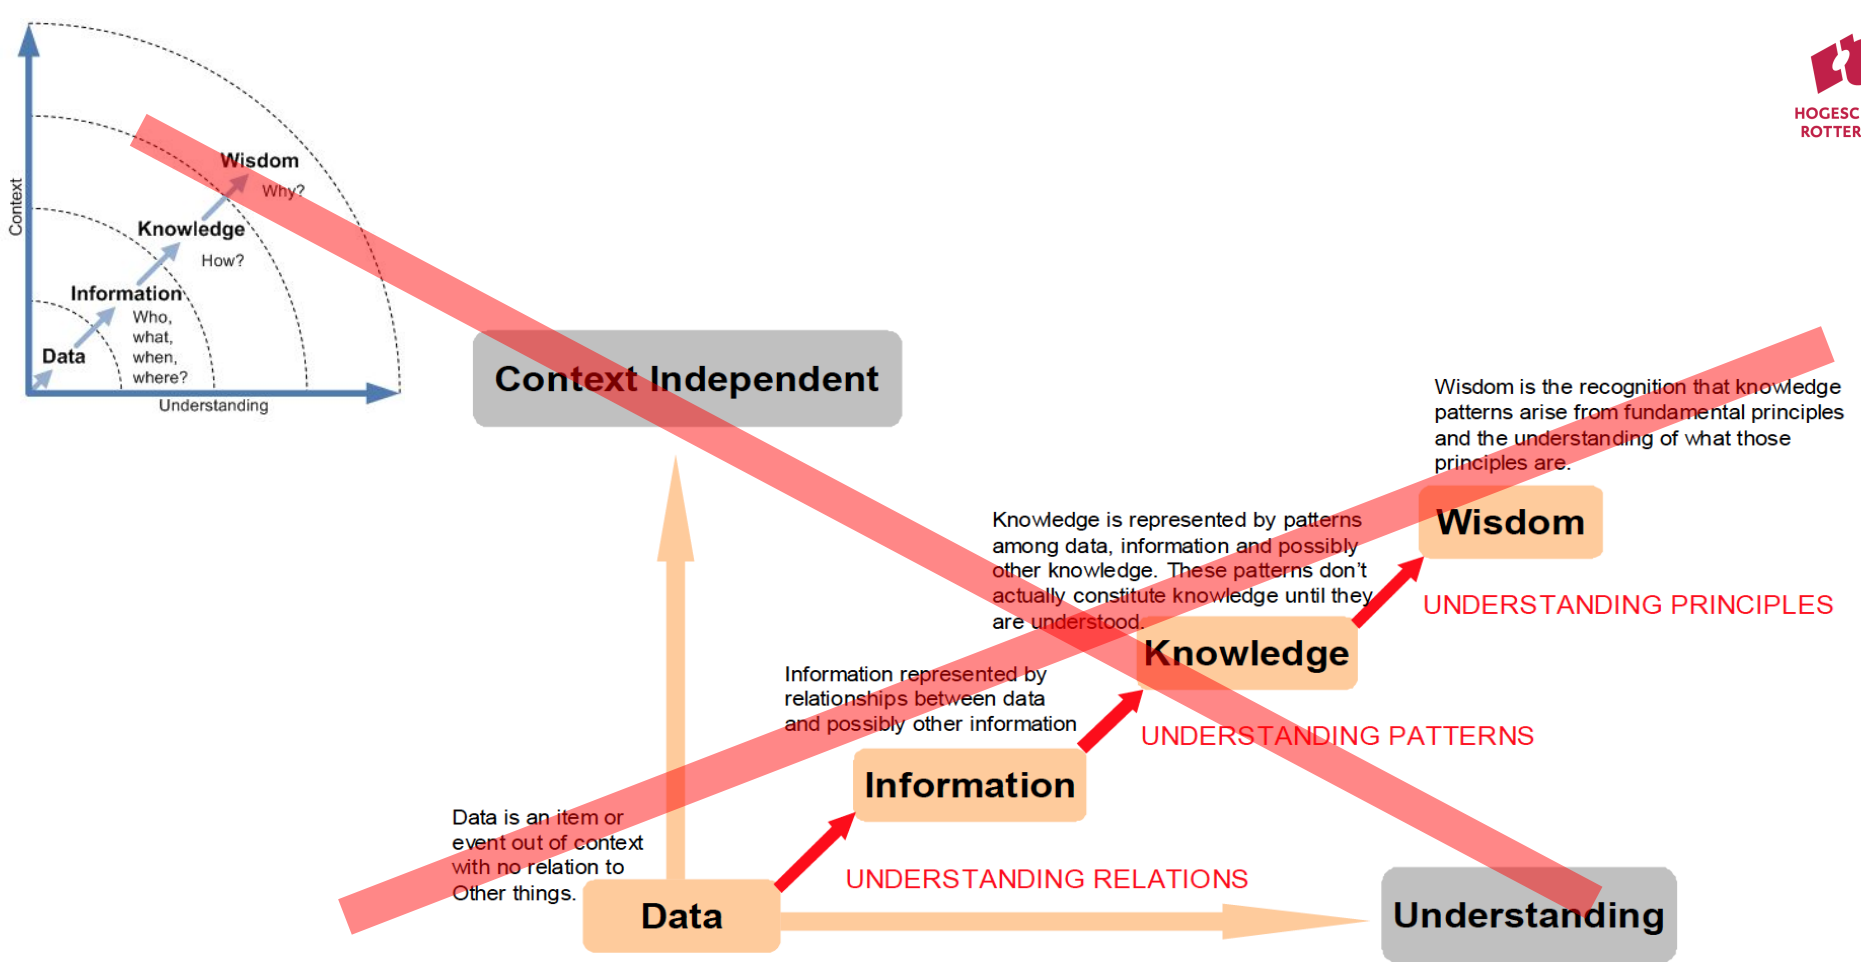 Context
Wisdom
Why?
Knowledge
How?
Information
Who,
what,
when,
where?
Data
Understanding
HOGESC
ROTTER
Context Independent
Wisdom is the recognition that knowledge
patterns arise from fundamental principles
and the understanding of what those
principles are.
Wisdom
UNDERSTANDING PRINCIPLES
Knowledge is represented by patterns
among data, information and possibly
other knowledge. These patterns don't
actually constitute knowledge until they
are understood.
Knowledge
UNDERSTANDING PATTERNS
Information represented by
relationships between data
and possibly other information
Information
UNDERSTANDING RELATIONS
Data is an item or
event out of context
with no relation to
Other things.
Data
Understanding